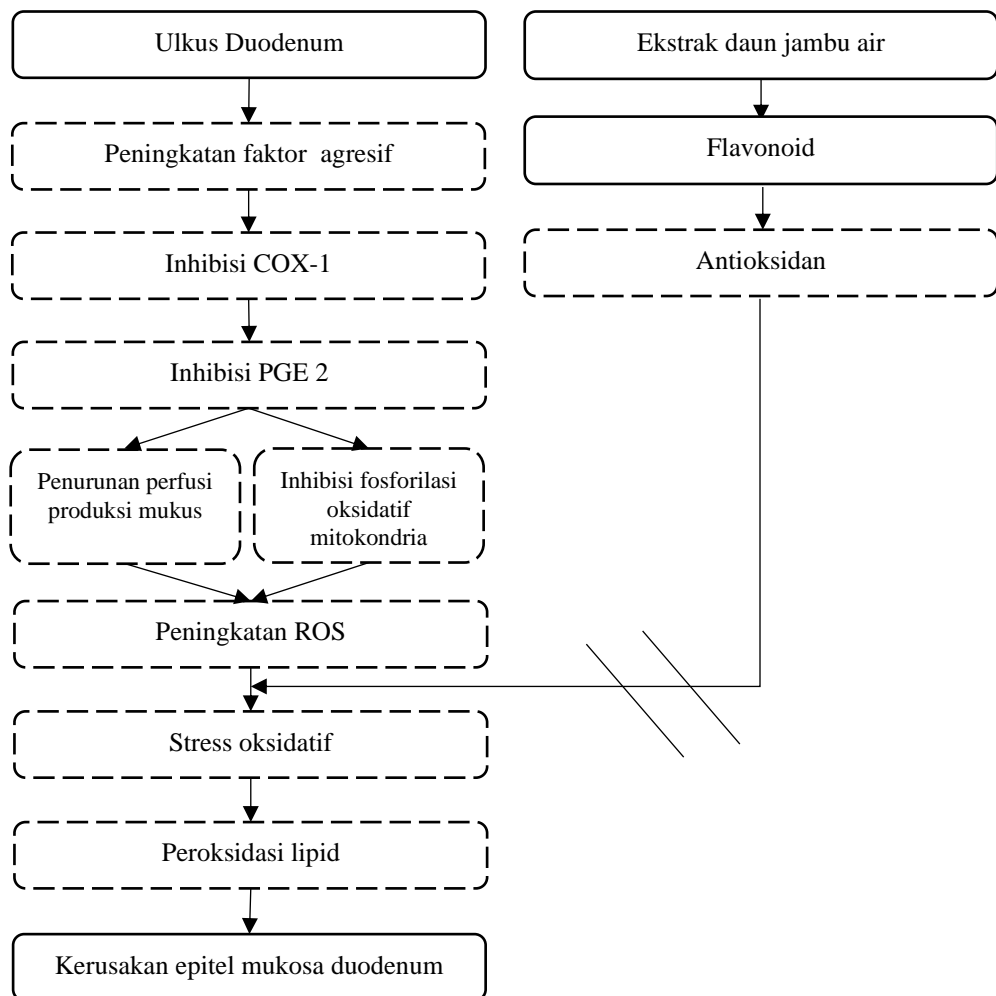 Ulkus Duodenum
Ekstrak daun jambu air
Peningkatan faktor agresif
Flavonoid
Inhibisi COX-1
Antioksidan
Inhibisi PGE 2
Penurunan perfusi
produksi mukus
Inhibisi fosforilasi
oksidatif
mitokondria
Peningkatan ROS
Stress oksidatif
Peroksidasi lipid
Kerusakan epitel mukosa duodenum